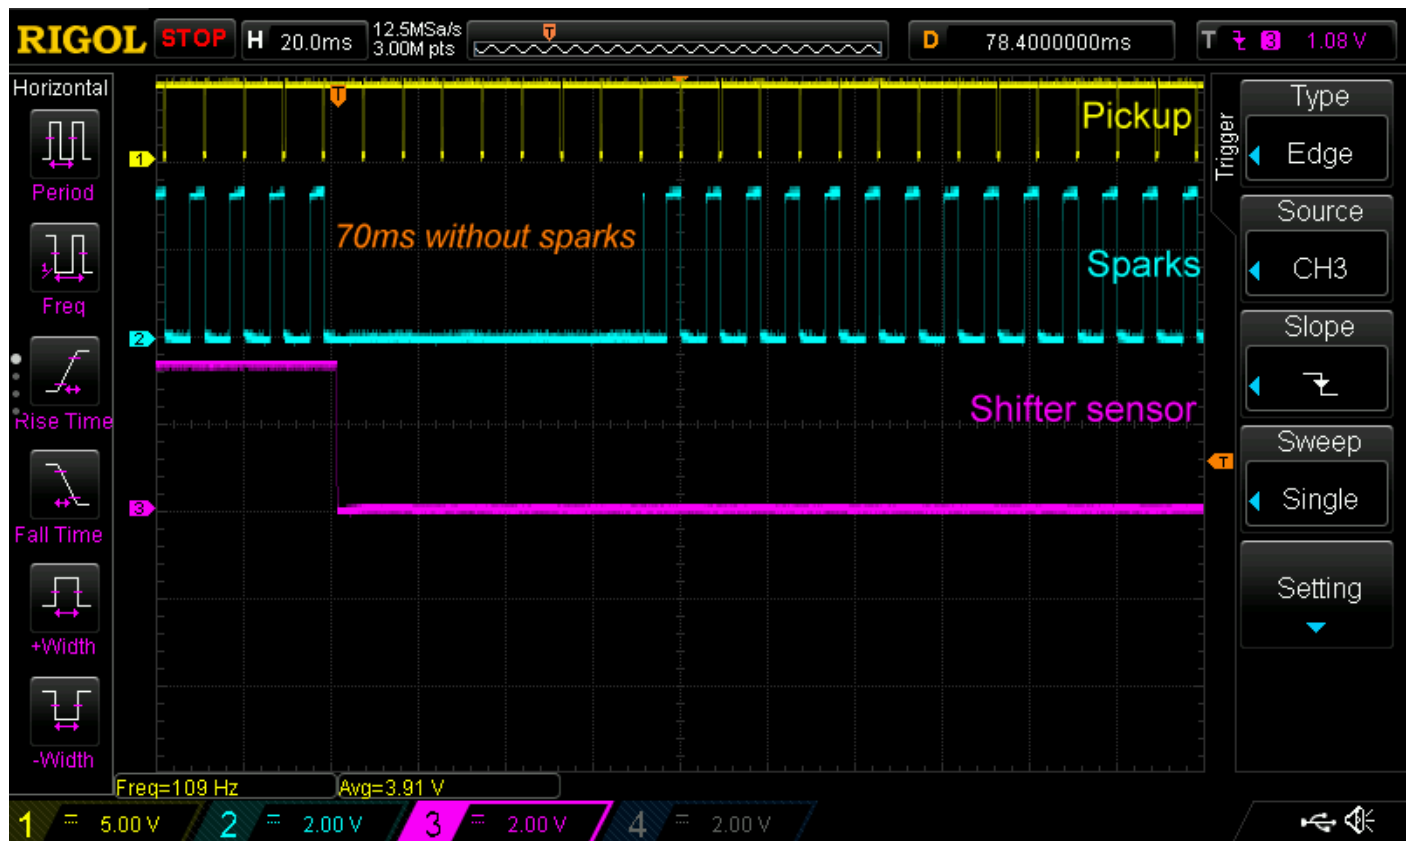 RIGOL STOP H 20.0ms 12.5MSa/s 3.00M pts T D 78.4000000ms T 3 1.08 V
Horizontal
Period
Freq
Rise Time
Fall Time
+Width
-Width
T
1
Pickup
2
70ms without sparks
Sparks
3
Shifter sensor
T
Trigger
Type
Edge
Source
CH3
Slope
Sweep
Single
Setting
Freq=109 Hz Avg=3.91 V
1 5.00 V 2 2.00 V 3 2.00 V 4 2.00 V